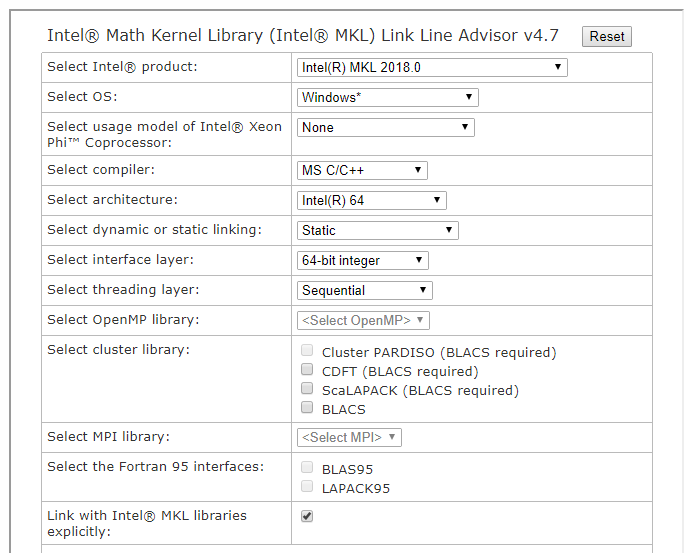 Intel® Math Kernel Library (Intel® MKL) Link Line Advisor v4.7 Reset
Select Intel® product: Intel(R) MKL 2018.0
Select OS: Windows*
Select usage model of Intel® Xeon
Phi™ Coprocessor: None
Select compiler: MS C/C++
Select architecture: Intel(R) 64
Select dynamic or static linking: Static
Select interface layer: 64-bit integer
Select threading layer: Sequential
Select OpenMP library: <Select OpenMP>
Select cluster library:
Cluster PARDISO (BLACS required)
CDFT (BLACS required)
ScaLAPACK (BLACS required)
BLACS
Select MPI library: <Select MPI>
Select the Fortran 95 interfaces:
BLAS95
LAPACK95
Link with Intel® MKL libraries
explicitly: